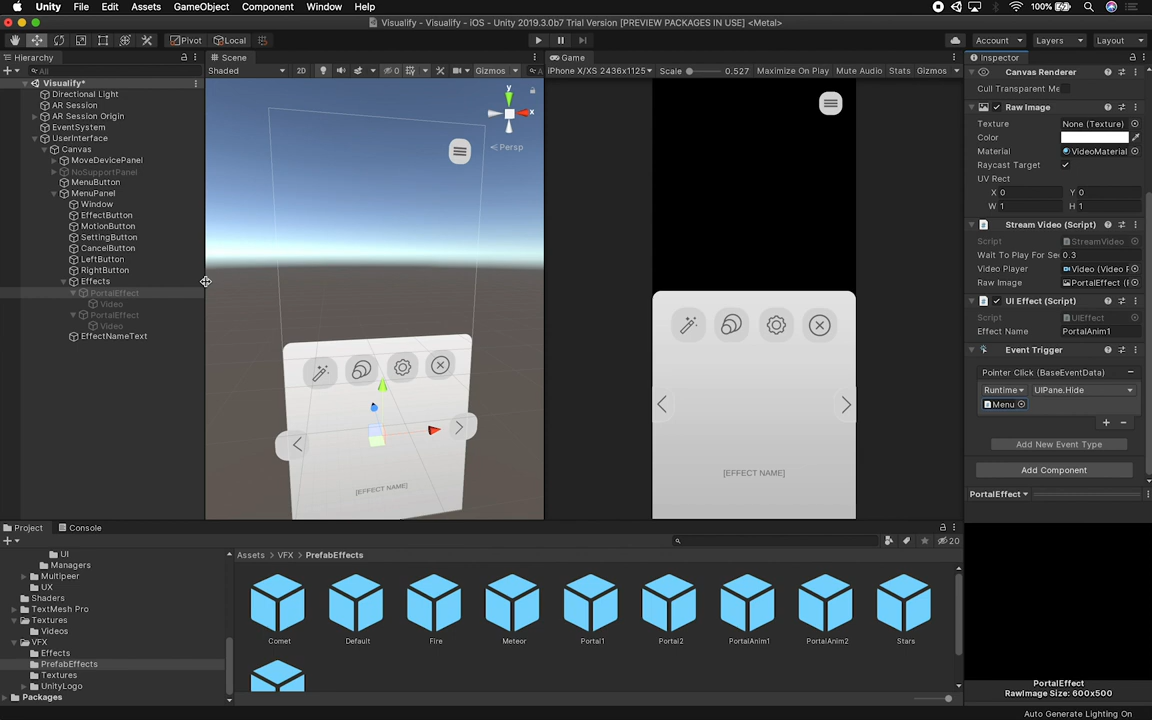 Unity File Edit Assets GameObject Component Window Help 100%
Visualify - Visualify - iOS - Unity 2019.3.0b7 Trial Version [PREVIEW PACKAGES IN USE] <Metal>
Pivot Local Account Layers Layout
Hierarchy
All
Visualify*
Directional Light
AR Session
AR Session Origin
EventSystem
UserInterface
Canvas
MoveDevicePanel
NoSupportPanel
MenuButton
MenuPanel
Window
EffectButton
MotionButton
SettingButton
CancelButton
LeftButton
RightButton
Effects
PortalEffect
Video
PortalEffect
Video
EffectNameText
Scene
Shaded 2D 0 Gizmos A
y
x
Persp
[EFFECT NAME]
Game
iPhone X/XS 2436x1125 Scale 0.527 Maximize On Play Mute Audio Stats Gizmos
[EFFECT NAME]
Inspector
Canvas Renderer
Cull Transparent Me
Raw Image
Texture None (Texture)
Color
Material VideoMaterial
Raycast Target
UV Rect
X 0 Y 0
W 1 H 1
Stream Video (Script)
Script StreamVideo
Wait To Play For Se 0.3
Video Player Video (Video P
Raw Image PortalEffect (R
UI Effect (Script)
Script UIEffect
Effect Name PortalAnim1
Event Trigger
Pointer Click (BaseEventData)
Runtime UIPane.Hide
Menu
Add New Event Type
Add Component
PortalEffect
PortalEffect
RawImage Size: 600x500
Project Console
20
UI
Managers
Multipeer
UX
Shaders
TextMesh Pro
Textures
Videos
VFX
Effects
PrefabEffects
Textures
UnityLogo
Packages
Assets > VFX > PrefabEffects
Comet Default Fire Meteor Portal1 Portal2 PortalAnim1 PortalAnim2 Stars
Auto Generate Lighting On